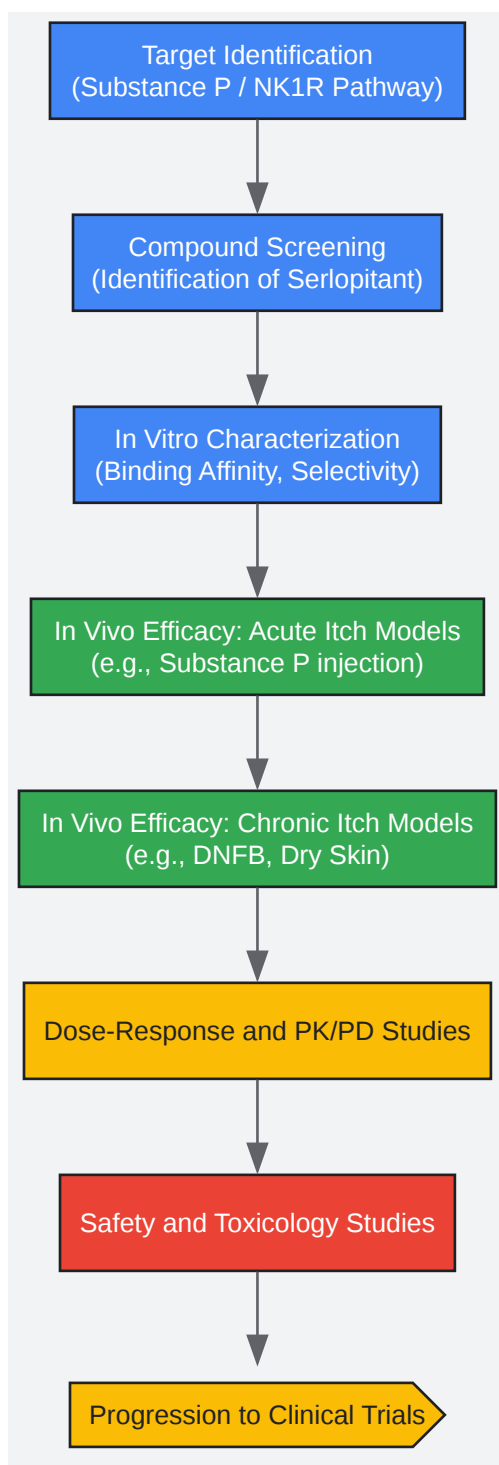 Target Identification
(Substance P / NK1R Pathway)
Compound Screening
(Identification of Serlopitant)
In Vitro Characterization
(Binding Affinity, Selectivity)
In Vivo Efficacy: Acute Itch Models
(e.g., Substance P injection)
In Vivo Efficacy: Chronic Itch Models
(e.g., DNFB, Dry Skin)
Dose-Response and PK/PD Studies
Safety and Toxicology Studies
Progression to Clinical Trials